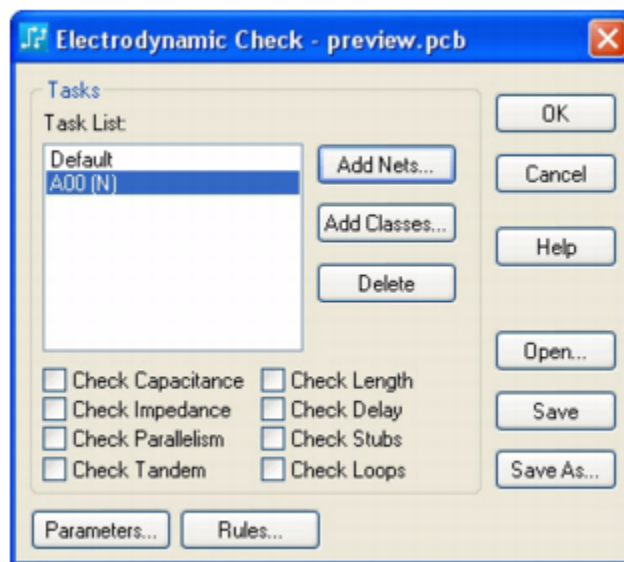 Electrodynamic Check - preview.pcb
Tasks
Task List:
Default
A00 (N)
Add Nets...
Add Classes...
Delete
OK
Cancel
Help
Open...
Save
Save As...
Check Capacitance
Check Length
Check Impedance
Check Delay
Check Parallelism
Check Stubs
Check Tandem
Check Loops
Parameters...
Rules...